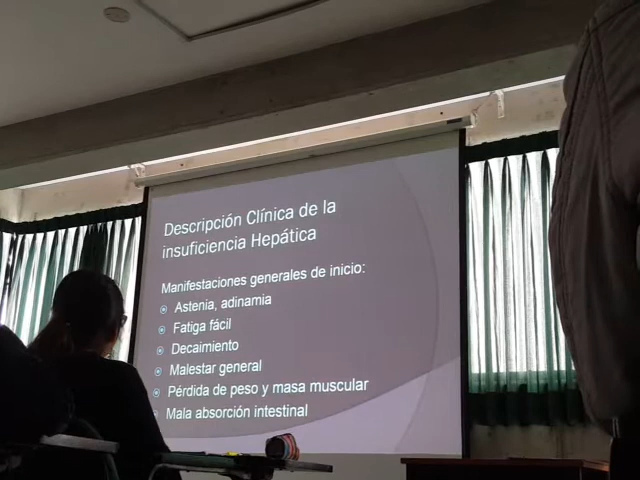 Descripción Clínica de la
insuficiencia Hepática
Manifestaciones generales de inicio:
Astenia, adinamia
Fatiga fácil
Decaimiento
Malestar general
Pérdida de peso y masa muscular
Mala absorción intestinal